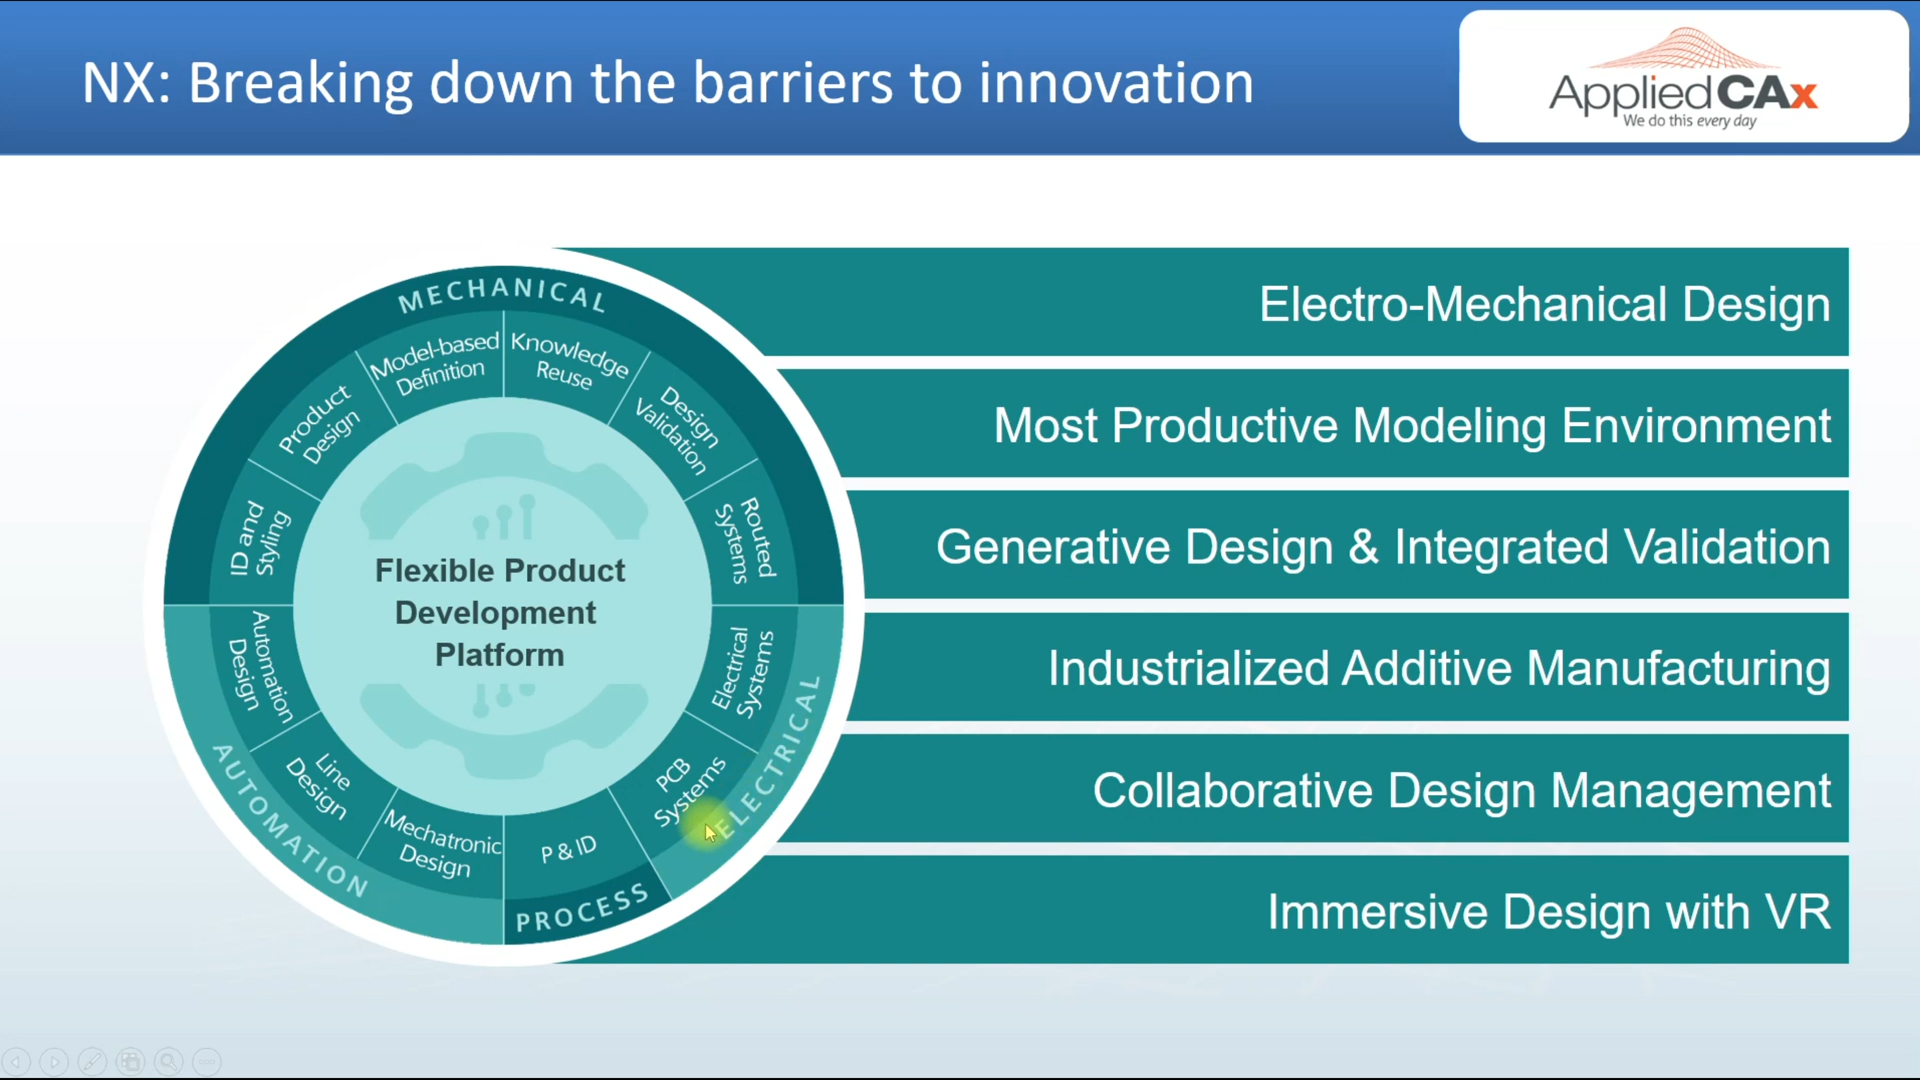 NX: Breaking down the barriers to innovation
AppliedCAx
We do this every day
MECHANICAL
Model-based
Definition
Knowledge
Reuse
Product
Design
Design
Validation
ID and
Styling
Routed
Systems
Flexible Product
Development
Platform
Automation
Design
Electrical
Systems
Line
Design
PCB
Systems
Mechatronic
Design
P & ID
AUTOMATION
PROCESS
ELECTRICAL
Electro-Mechanical Design
Most Productive Modeling Environment
Generative Design & Integrated Validation
Industrialized Additive Manufacturing
Collaborative Design Management
Immersive Design with VR